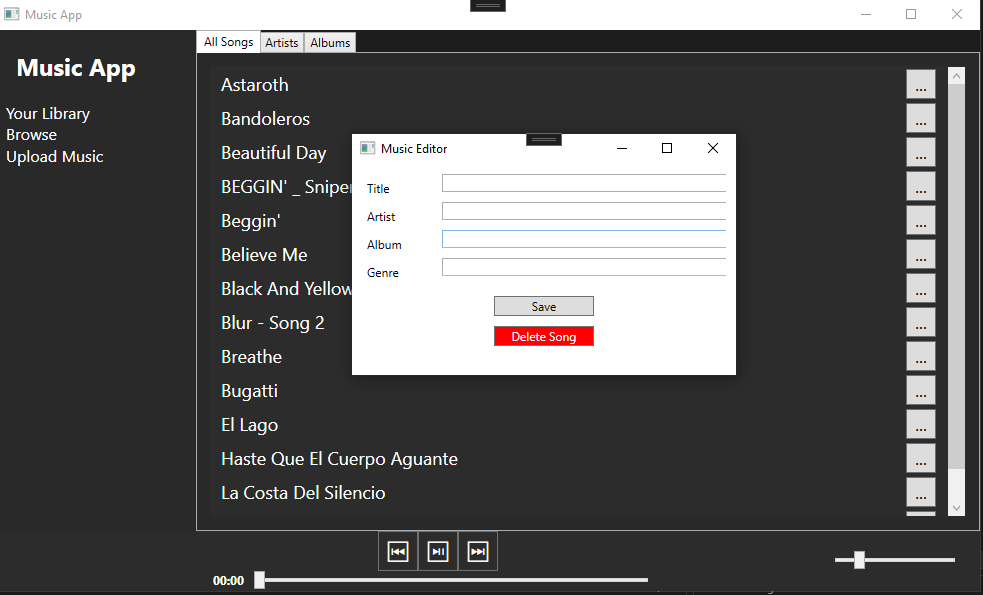 Music App
All Songs Artists Albums
Music App
Your Library
Browse
Upload Music
Astaroth
...
Bandoleros
...
Beautiful Day
...
BEGGIN' _ Sniper
...
Beggin'
...
Believe Me
...
Black And Yellow
...
Blur - Song 2
...
Breathe
...
Bugatti
...
El Lago
...
Haste Que El Cuerpo Aguante
...
La Costa Del Silencio
...
Music Editor
Title
Artist
Album
Genre
Save
Delete Song
00:00